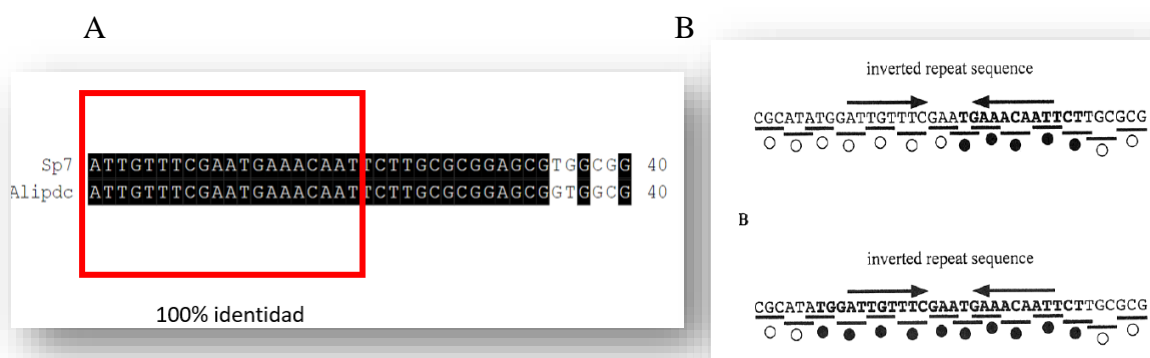 A
Sp7 ATTGTTTCGAATGAAACAATTCTTGCGCGGAGCGTGGCGG 40
Alipdc ATTGTTTCGAATGAAACAATTCTTGCGCGGAGCGGTGGCG 40
100% identidad
B
inverted repeat sequence
CGCATATGGATTGTTTCGAATGAAACAATTCTTGCGCG
B
inverted repeat sequence
CGCATATGGATTGTTTCGAATGAAACAATTCTTGCGCG